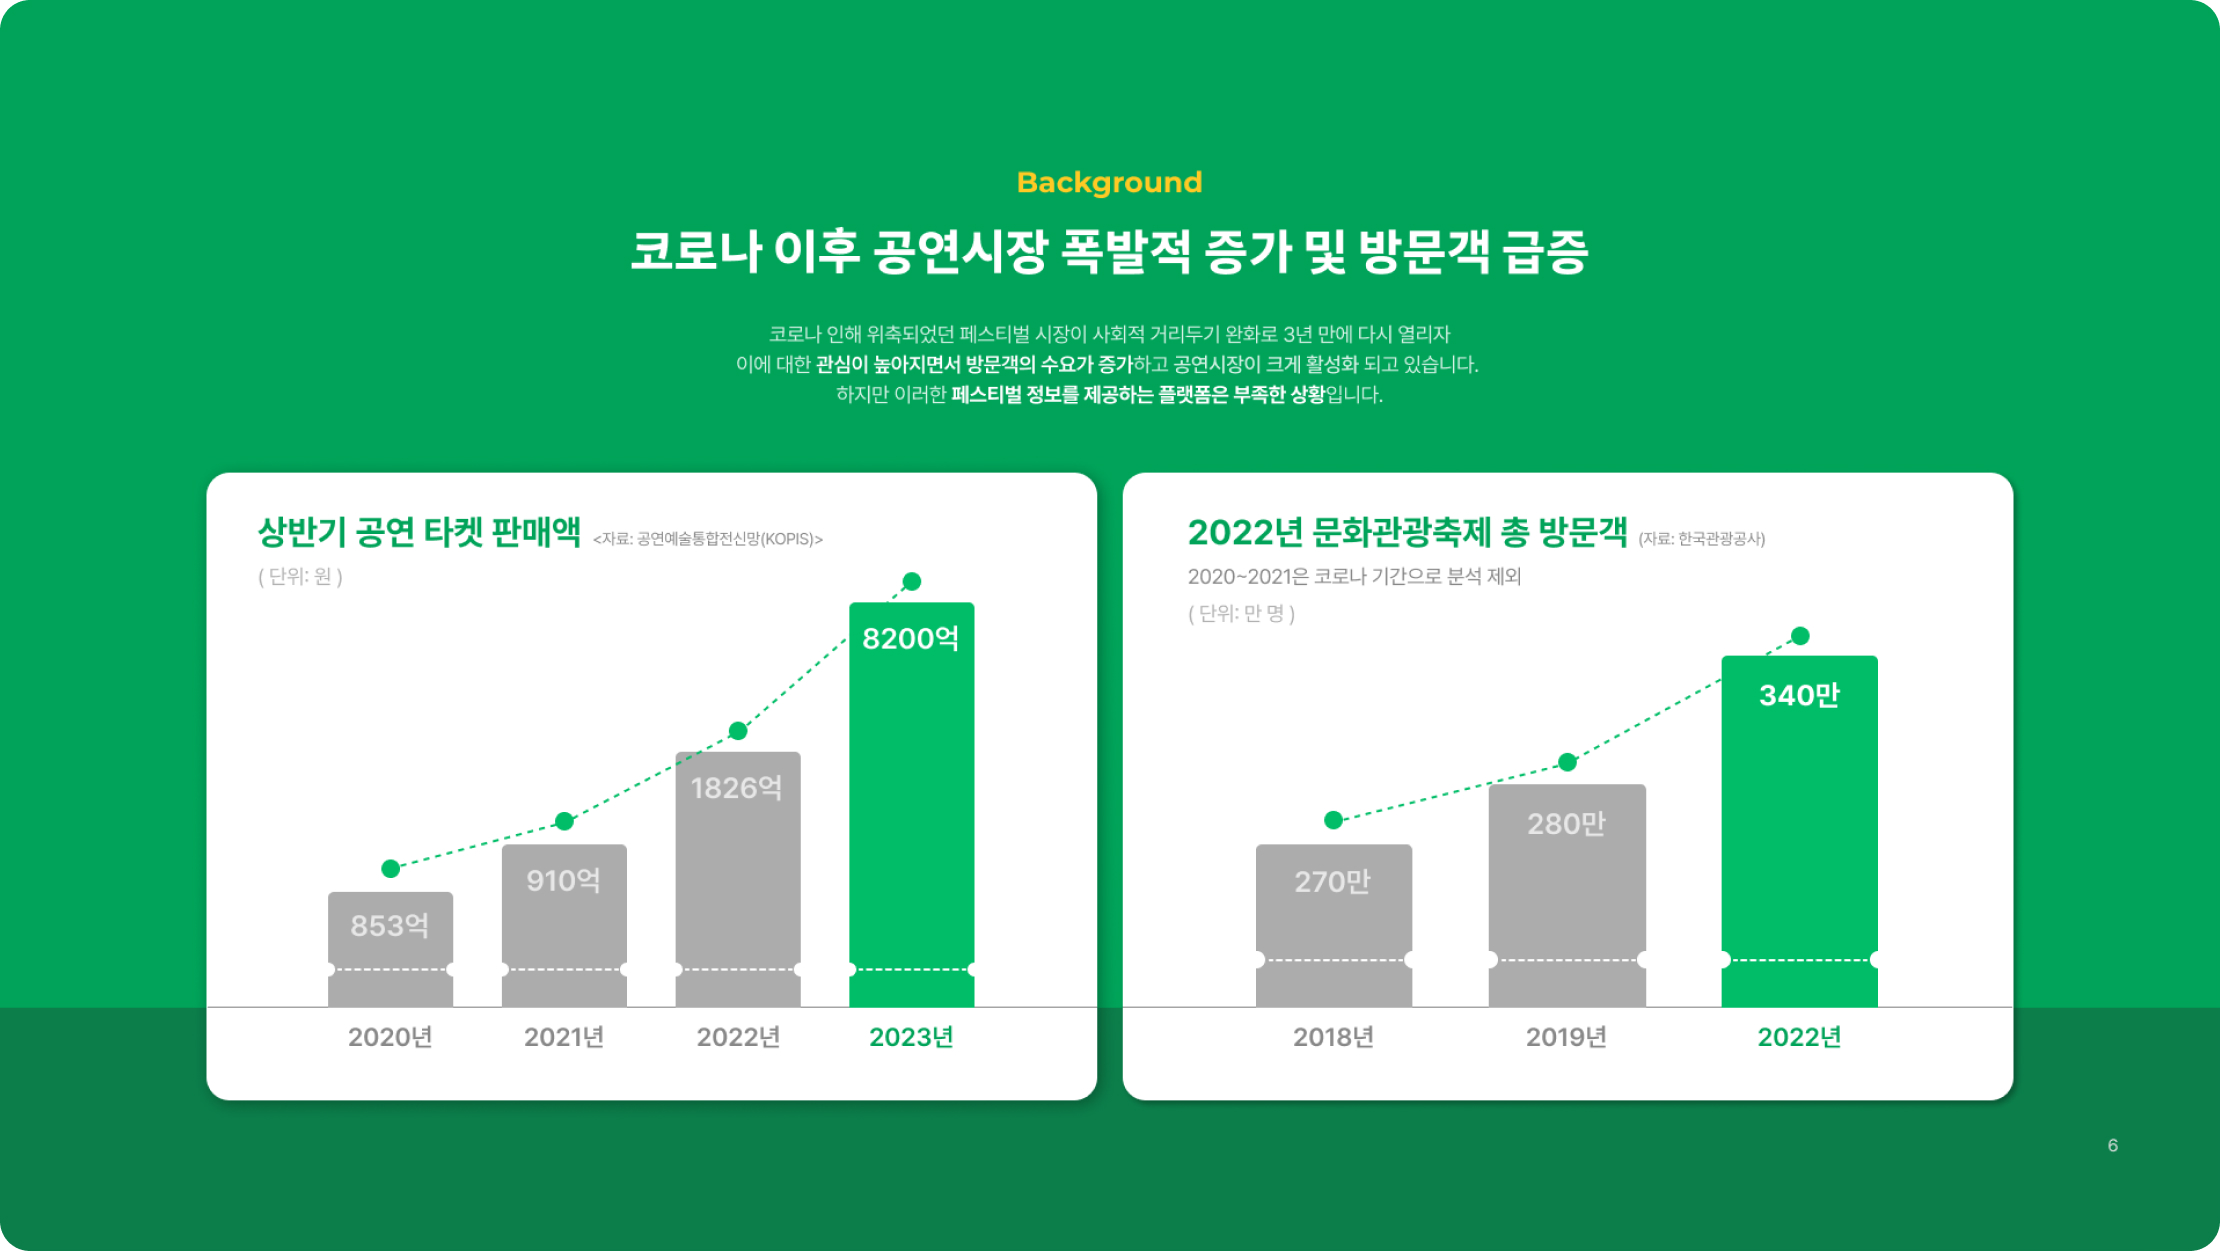 Background
코로나 이후 공연시장 폭발적 증가 및 방문객 급증
코로나 인해 위축되었던 페스티벌 시장이 사회적 거리두기 완화로 3년 만에 다시 열리자
이에 대한 관심이 높아지면서 방문객의 수요가 증가하고 공연시장이 크게 활성화 되고 있습니다.
하지만 이러한 페스티벌 정보를 제공하는 플랫폼은 부족한 상황입니다.
상반기 공연 타켓 판매액 <자료: 공연예술통합전신망(KOPIS)>
( 단위: 원 )
853억
910억
1826억
8200억
2020년
2021년
2022년
2023년
2022년 문화관광축제 총 방문객 (자료: 한국관광공사)
2020~2021은 코로나 기간으로 분석 제외
( 단위: 만 명 )
270만
280만
340만
2018년
2019년
2022년
6